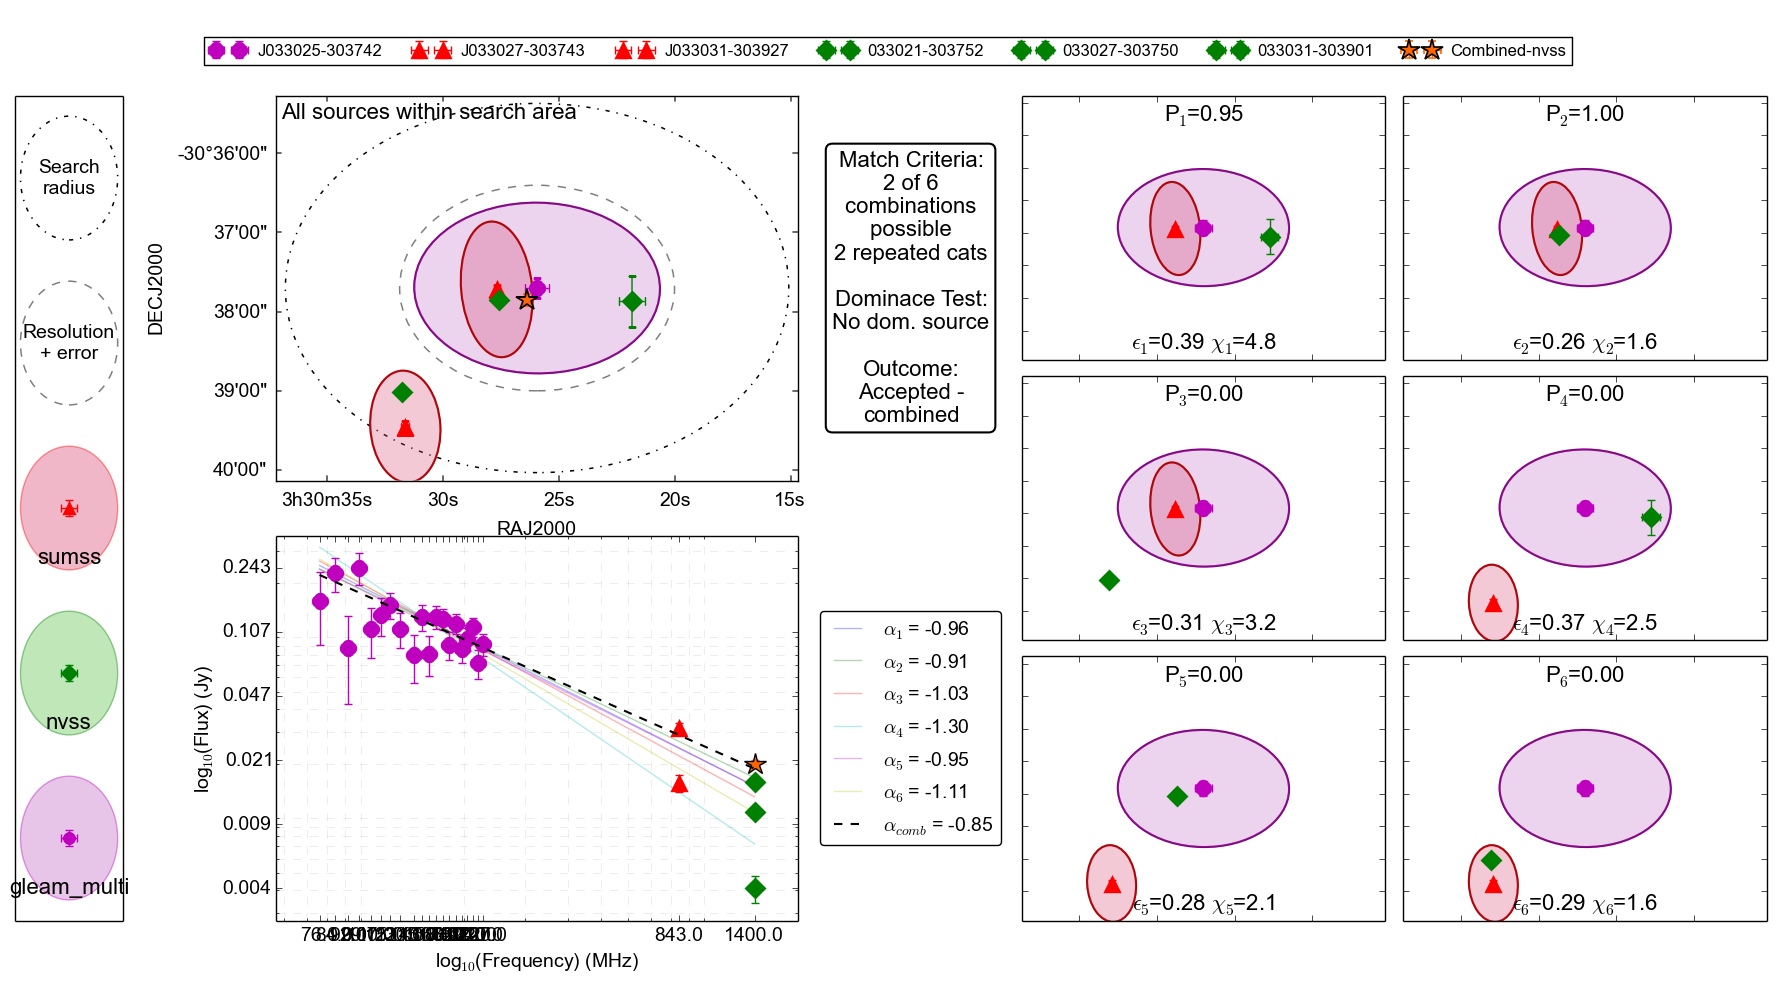 J033025-303742 J033027-303743 J033031-303927 033021-303752 033027-303750 033031-303901 Combined-nvss
Search
radius
Resolution
+ error
sumss
nvss
gleam_multi
All sources within search area
-30°36'00"
37'00"
38'00"
39'00"
40'00"
DECJ2000
3h30m35s 30s 25s 20s 15s
RAJ2000
Match Criteria:
2 of 6
combinations
possible
2 repeated cats
Dominace Test:
No dom. source
Outcome:
Accepted -
combined
0.243
0.107
0.047
0.021
0.009
0.004
log10(Flux) (Jy)
843.0 1400.0
log10(Frequency) (MHz)
α1 = -0.96
α2 = -0.91
α3 = -1.03
α4 = -1.30
α5 = -0.95
α6 = -1.11
αcomb = -0.85
P1=0.95
ϵ1=0.39 χ1=4.8
P2=1.00
ϵ2=0.26 χ2=1.6
P3=0.00
ϵ3=0.31 χ3=3.2
P4=0.00
ϵ4=0.37 χ4=2.5
P5=0.00
ϵ5=0.28 χ5=2.1
P6=0.00
ϵ6=0.29 χ6=1.6